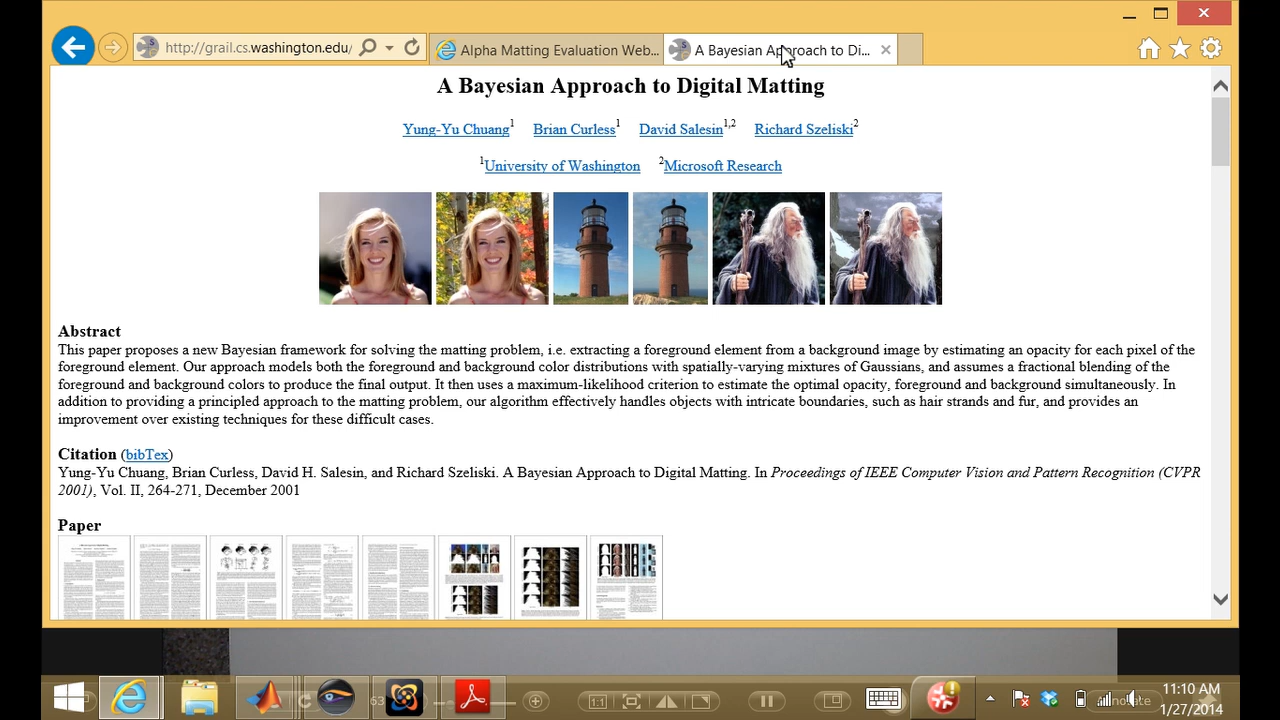 http://grail.cs.washington.edu/
Alpha Matting Evaluation Web...
A Bayesian Approach to Di...
A Bayesian Approach to Digital Matting
Yung-Yu Chuang1 Brian Curless1 David Salesin1,2 Richard Szeliski2
1University of Washington 2Microsoft Research
Abstract
This paper proposes a new Bayesian framework for solving the matting problem, i.e. extracting a foreground element from a background image by estimating an opacity for each pixel of the
foreground element. Our approach models both the foreground and background color distributions with spatially-varying mixtures of Gaussians, and assumes a fractional blending of the
foreground and background colors to produce the final output. It then uses a maximum-likelihood criterion to estimate the optimal opacity, foreground and background simultaneously. In
addition to providing a principled approach to the matting problem, our algorithm effectively handles objects with intricate boundaries, such as hair strands and fur, and provides an
improvement over existing techniques for these difficult cases.
Citation (bibTex)
Yung-Yu Chuang, Brian Curless, David H. Salesin, and Richard Szeliski. A Bayesian Approach to Digital Matting. In Proceedings of IEEE Computer Vision and Pattern Recognition (CVPR
2001), Vol. II, 264-271, December 2001
Paper
1:1
11:10 AM
1/27/2014